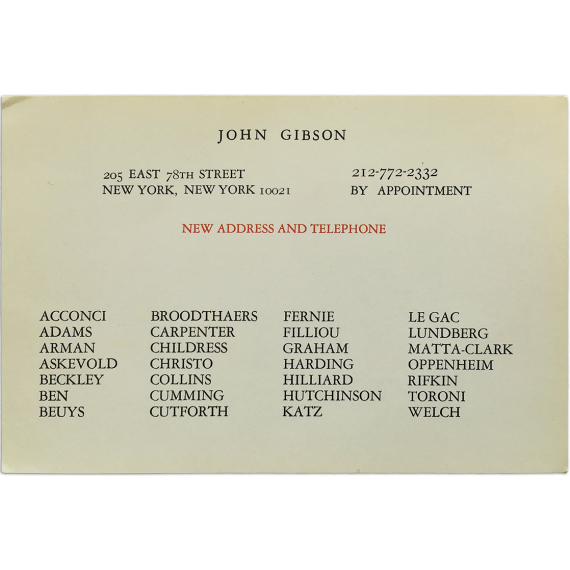 JOHN GIBSON
205 EAST 78TH STREET
NEW YORK, NEW YORK 10021
212-772-2332
BY APPOINTMENT
NEW ADDRESS AND TELEPHONE
ACCONCI
ADAMS
ARMAN
ASKEVOLD
BECKLEY
BEN
BEUYS
BROODTHAERS
CARPENTER
CHILDRESS
CHRISTO
COLLINS
CUMMING
CUTFORTH
FERNIE
FILLIOU
GRAHAM
HARDING
HILLIARD
HUTCHINSON
KATZ
LE GAC
LUNDBERG
MATTA-CLARK
OPPENHEIM
RIFKIN
TORONI
WELCH